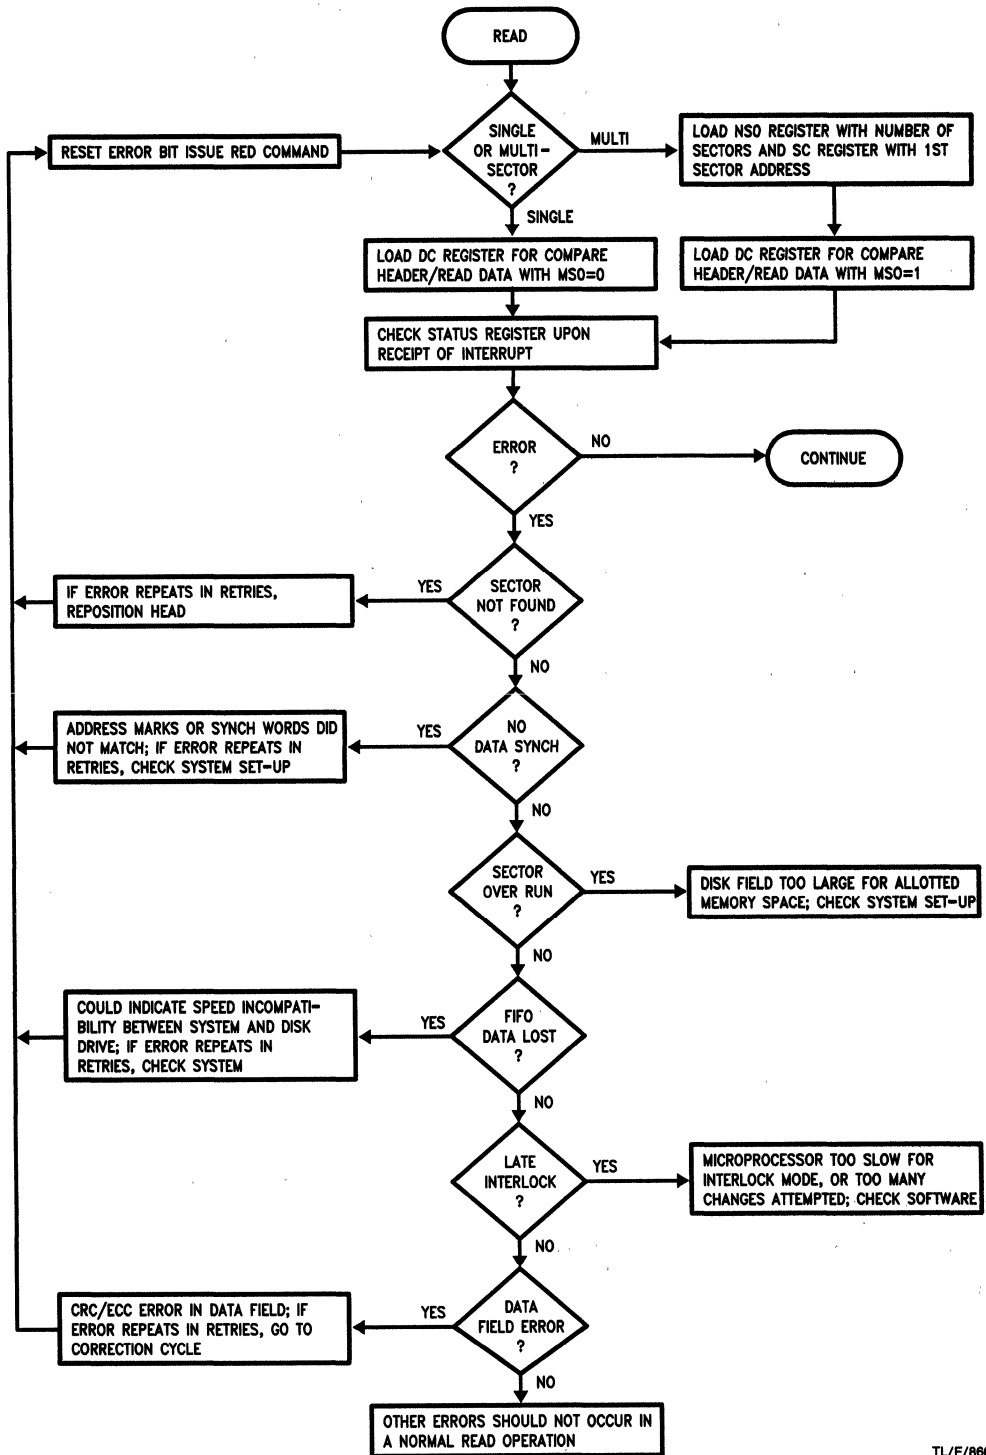 READ
SINGLE
OR MULTI-
SECTOR
?
MULTI
LOAD NSO REGISTER WITH NUMBER OF
SECTORS AND SC REGISTER WITH 1ST
SECTOR ADDRESS
RESET ERROR BIT ISSUE RED COMMAND
SINGLE
LOAD DC REGISTER FOR COMPARE
HEADER/READ DATA WITH MSO=0
LOAD DC REGISTER FOR COMPARE
HEADER/READ DATA WITH MSO=1
CHECK STATUS REGISTER UPON
RECEIPT OF INTERRUPT
ERROR
?
NO
CONTINUE
YES
SECTOR
NOT FOUND
?
YES
IF ERROR REPEATS IN RETRIES,
REPOSITION HEAD
NO
NO
DATA SYNCH
?
YES
ADDRESS MARKS OR SYNCH WORDS DID
NOT MATCH; IF ERROR REPEATS IN
RETRIES, CHECK SYSTEM SET-UP
NO
SECTOR
OVER RUN
?
YES
DISK FIELD TOO LARGE FOR ALLOTTED
MEMORY SPACE; CHECK SYSTEM SET-UP
NO
FIFO
DATA LOST
?
YES
COULD INDICATE SPEED INCOMPATI-
BILITY BETWEEN SYSTEM AND DISK
DRIVE; IF ERROR REPEATS IN
RETRIES, CHECK SYSTEM
NO
LATE
INTERLOCK
?
YES
MICROPROCESSOR TOO SLOW FOR
INTERLOCK MODE, OR TOO MANY
CHANGES ATTEMPTED; CHECK SOFTWARE
NO
DATA
FIELD ERROR
?
YES
CRC/ECC ERROR IN DATA FIELD; IF
ERROR REPEATS IN RETRIES, GO TO
CORRECTION CYCLE
NO
OTHER ERRORS SHOULD NOT OCCUR IN
A NORMAL READ OPERATION